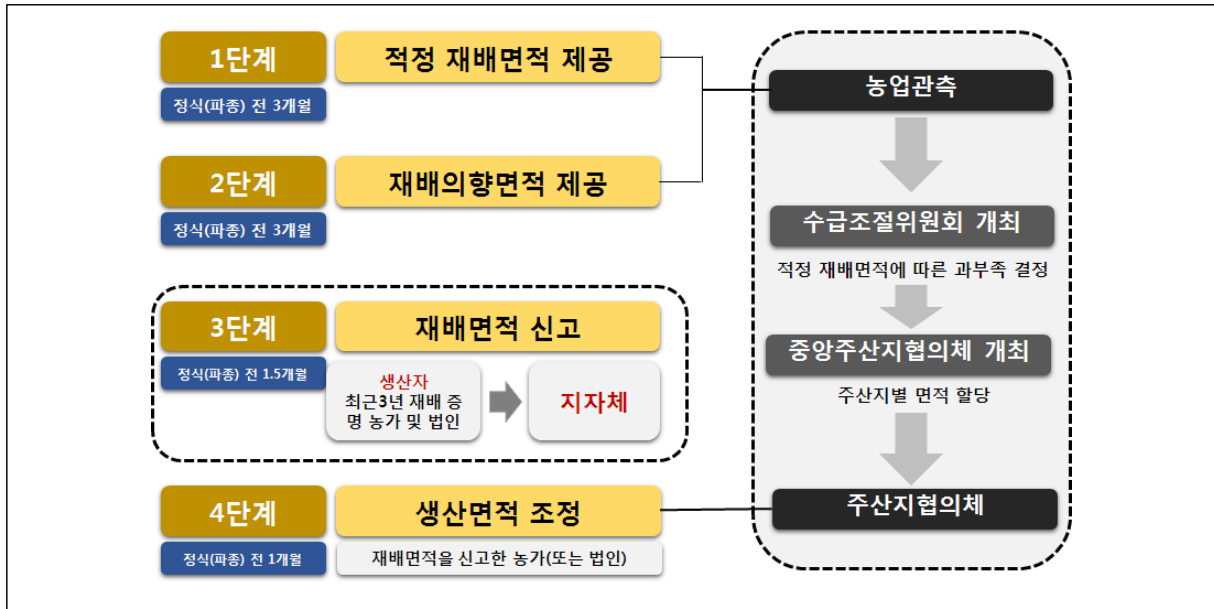 1단계
적정 재배면적 제공
정식(파종) 전 3개월
2단계
재배의향면적 제공
정식(파종) 전 3개월
3단계
재배면적 신고
정식(파종) 전 1.5개월
생산자
최근3년 재배 증
명 농가 및 법인
지자체
4단계
생산면적 조정
정식(파종) 전 1개월
재배면적을 신고한 농가(또는 법인)
농업관측
수급조절위원회 개최
적정 재배면적에 따른 과부족 결정
중앙주산지협의체 개최
주산지별 면적 할당
주산지협의체